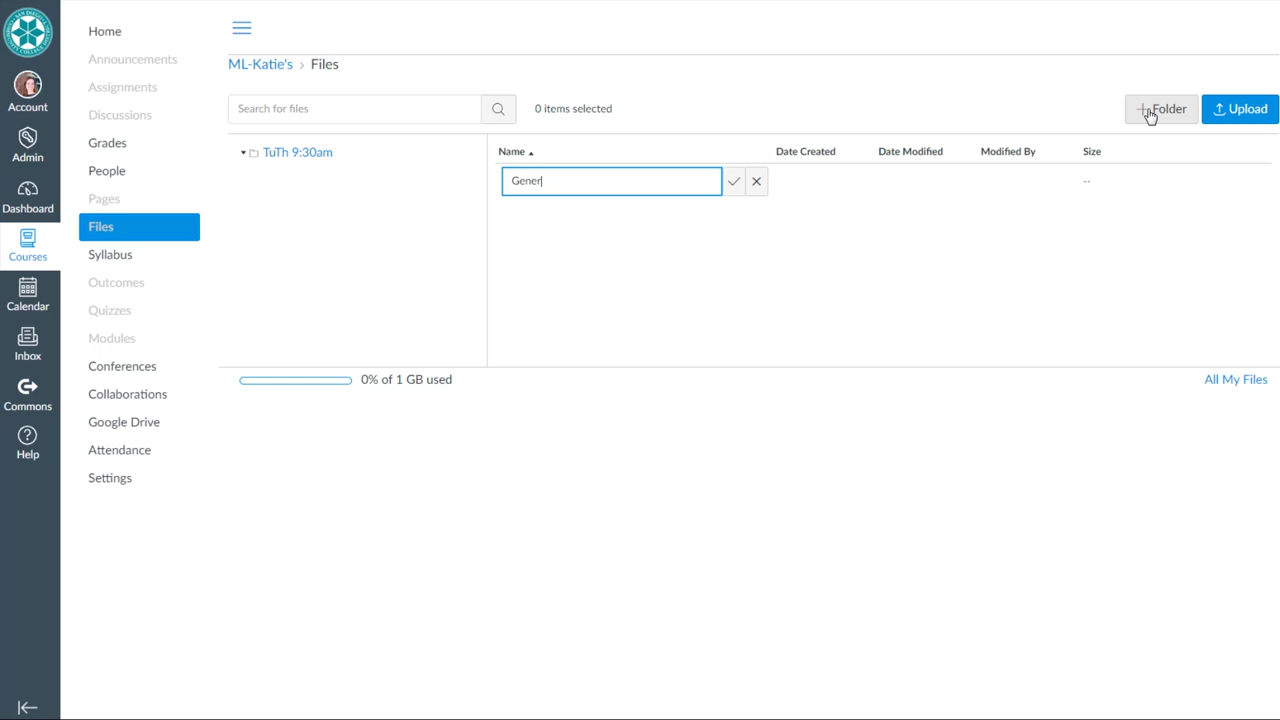 Account
Admin
Dashboard
Courses
Calendar
Inbox
Commons
Help
Home
Announcements
Assignments
Discussions
Grades
People
Pages
Files
Syllabus
Outcomes
Quizzes
Modules
Conferences
Collaborations
Google Drive
Attendance
Settings
ML-Katie's › Files
Search for files
0 items selected
+ Folder
Upload
TuTh 9:30am
Name Date Created Date Modified Modified By Size
Gener
--
0% of 1 GB used
All My Files